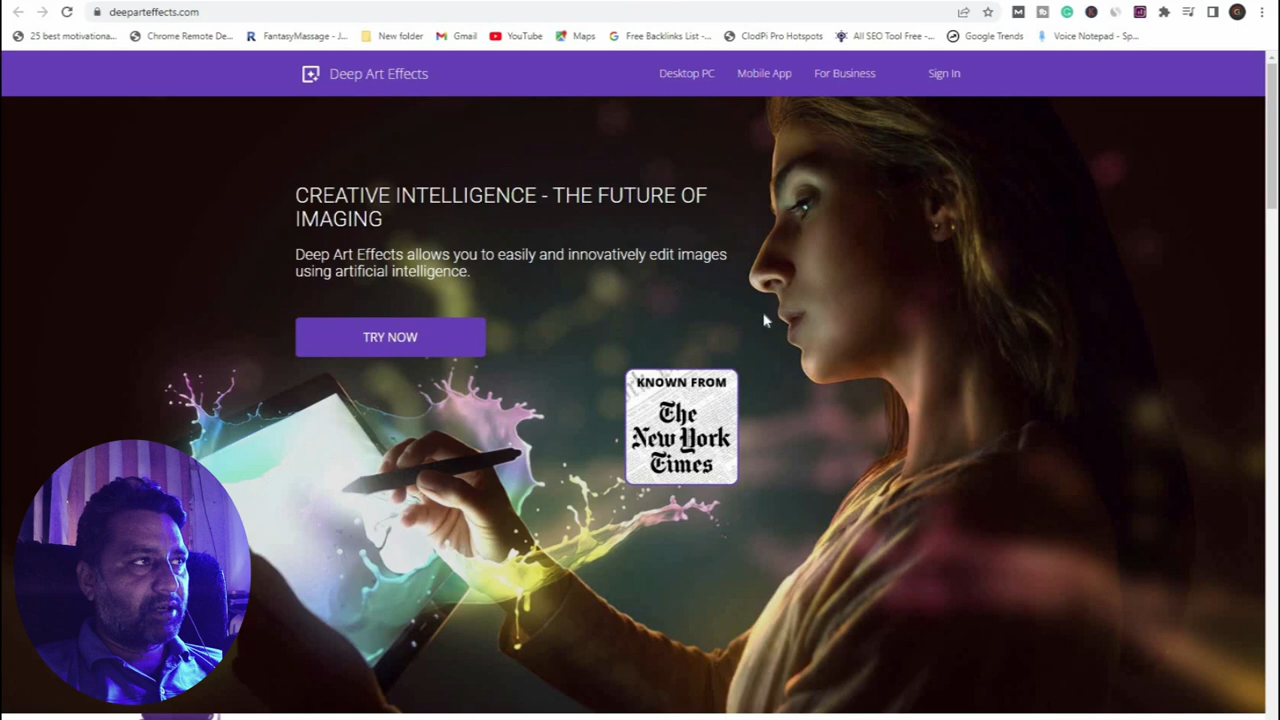 deeparteffects.com
25 best motivationa...
Chrome Remote De...
FantasyMassage - J...
New folder
Gmail
YouTube
Maps
Free Backlinks List -...
ClodPi Pro Hotspots
All SEO Tool Free -...
Google Trends
Voice Notepad - Sp...
Deep Art Effects
Desktop PC
Mobile App
For Business
Sign In
CREATIVE INTELLIGENCE - THE FUTURE OF
IMAGING
Deep Art Effects allows you to easily and innovatively edit images
using artificial intelligence.
TRY NOW
KNOWN FROM
The
New York
Times